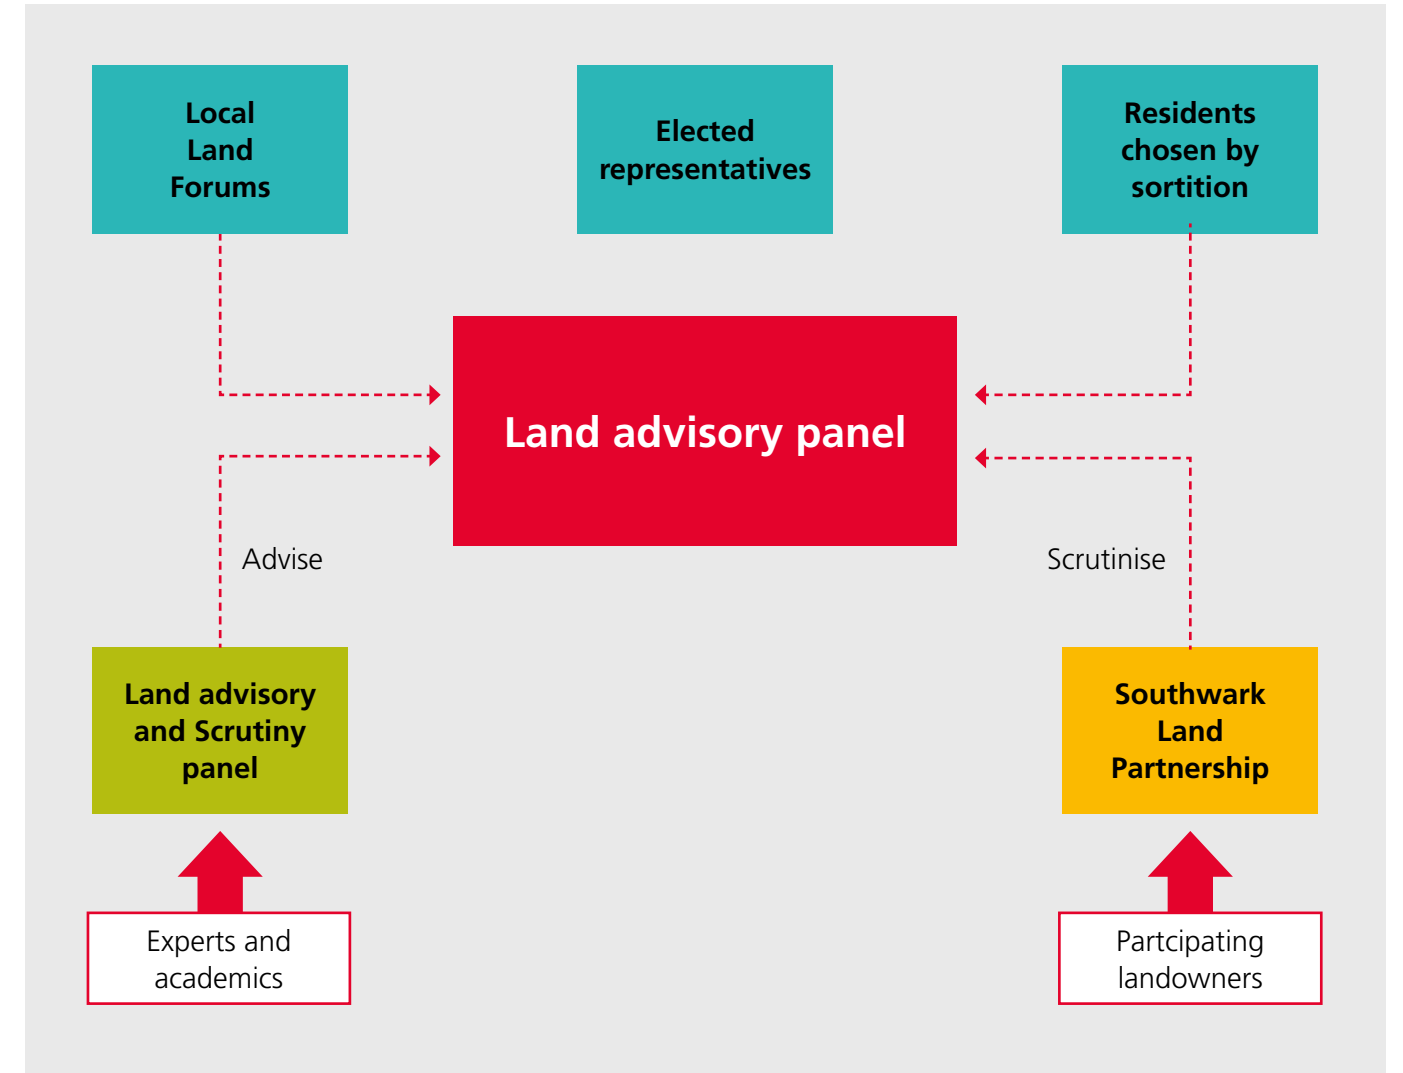 Local
Land
Forums
Elected
representatives
Residents
chosen by
sortition
Land advisory panel
Advise
Scrutinise
Land advisory
and Scrutiny
panel
Southwark
Land
Partnership
Experts and
academics
Partcipating
landowners